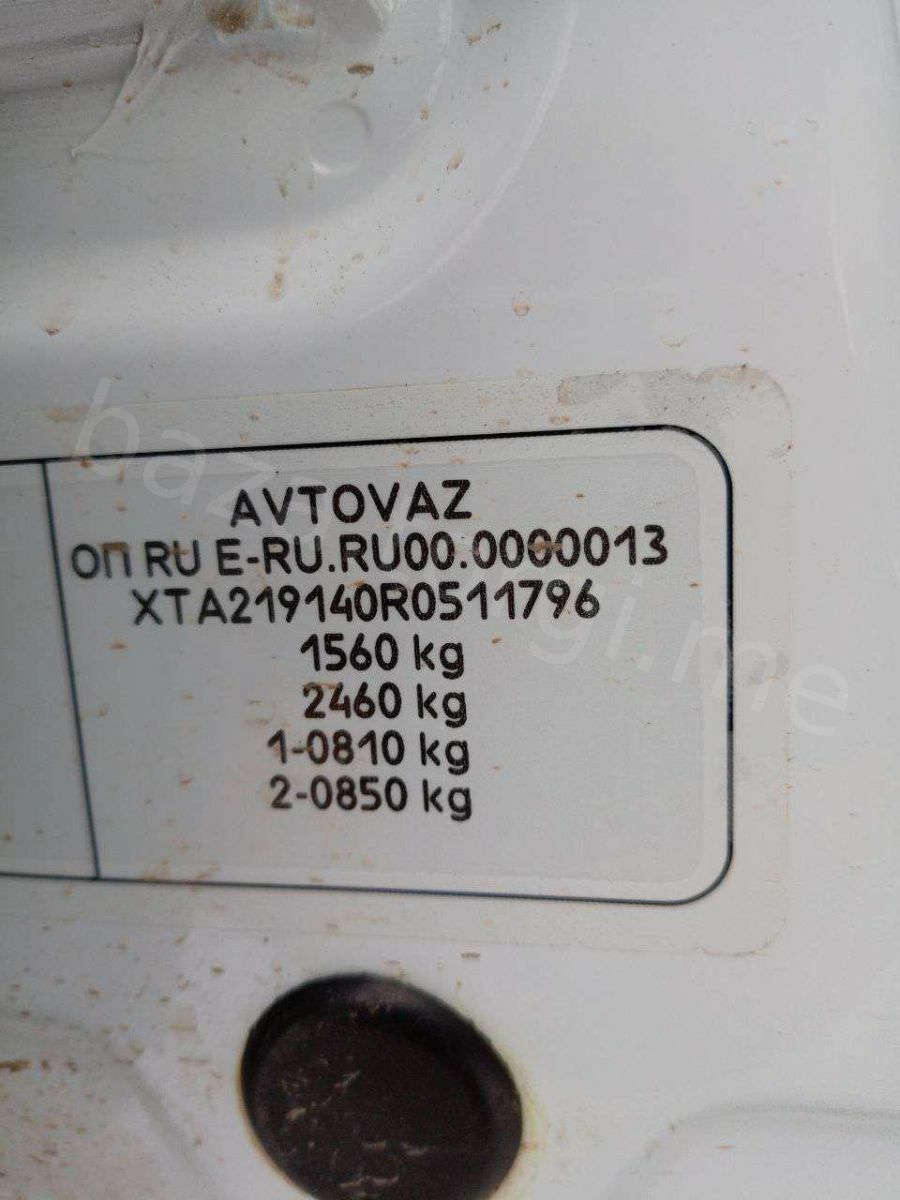 AVTOVAZ
ОП RU E-RU.RU00.0000013
XTA219140R0511796
1560 kg
2460 kg
1-0810 kg
2-0850 kg